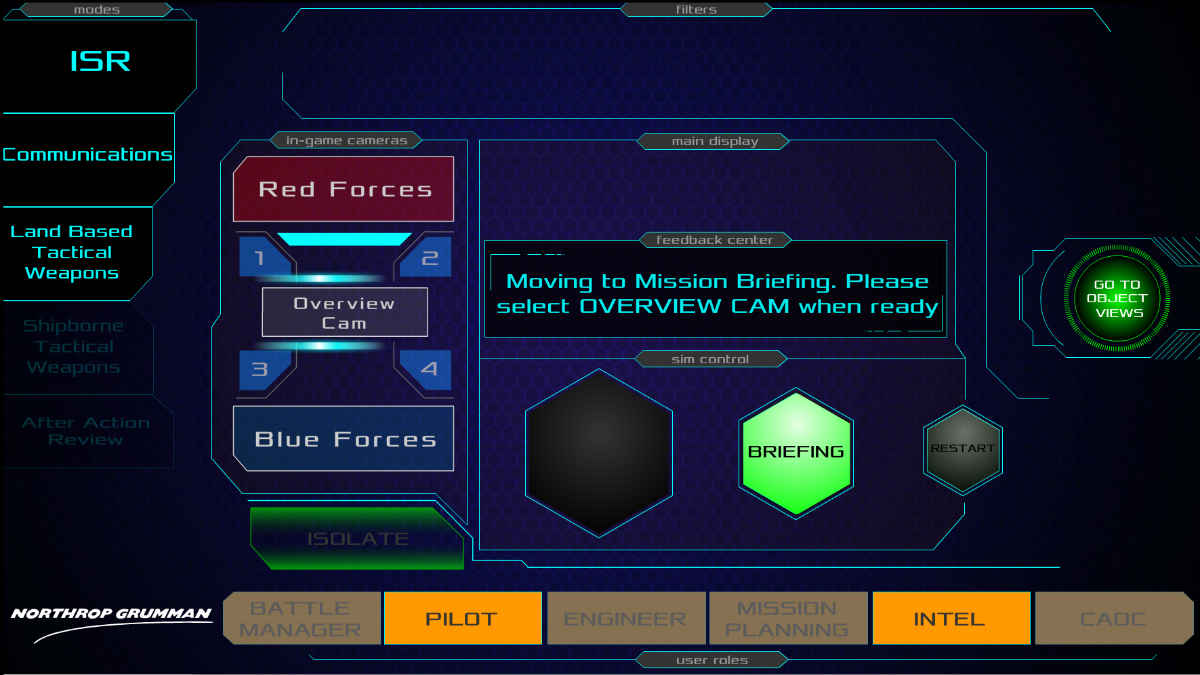 modes
filters
ISR
Communications
Land Based
Tactical
Weapons
Shipborne
Tactical
Weapons
After Action
Review
in-game cameras
Red Forces
1
2
Overview
Cam
3
4
Blue Forces
ISOLATE
main display
feedback center
Moving to Mission Briefing. Please
select OVERVIEW CAM when ready
sim control
BRIEFING
RESTART
GO TO
OBJECT
VIEWS
NORTHROP GRUMMAN
BATTLE
MANAGER
PILOT
ENGINEER
MISSION
PLANNING
INTEL
CAOC
user roles